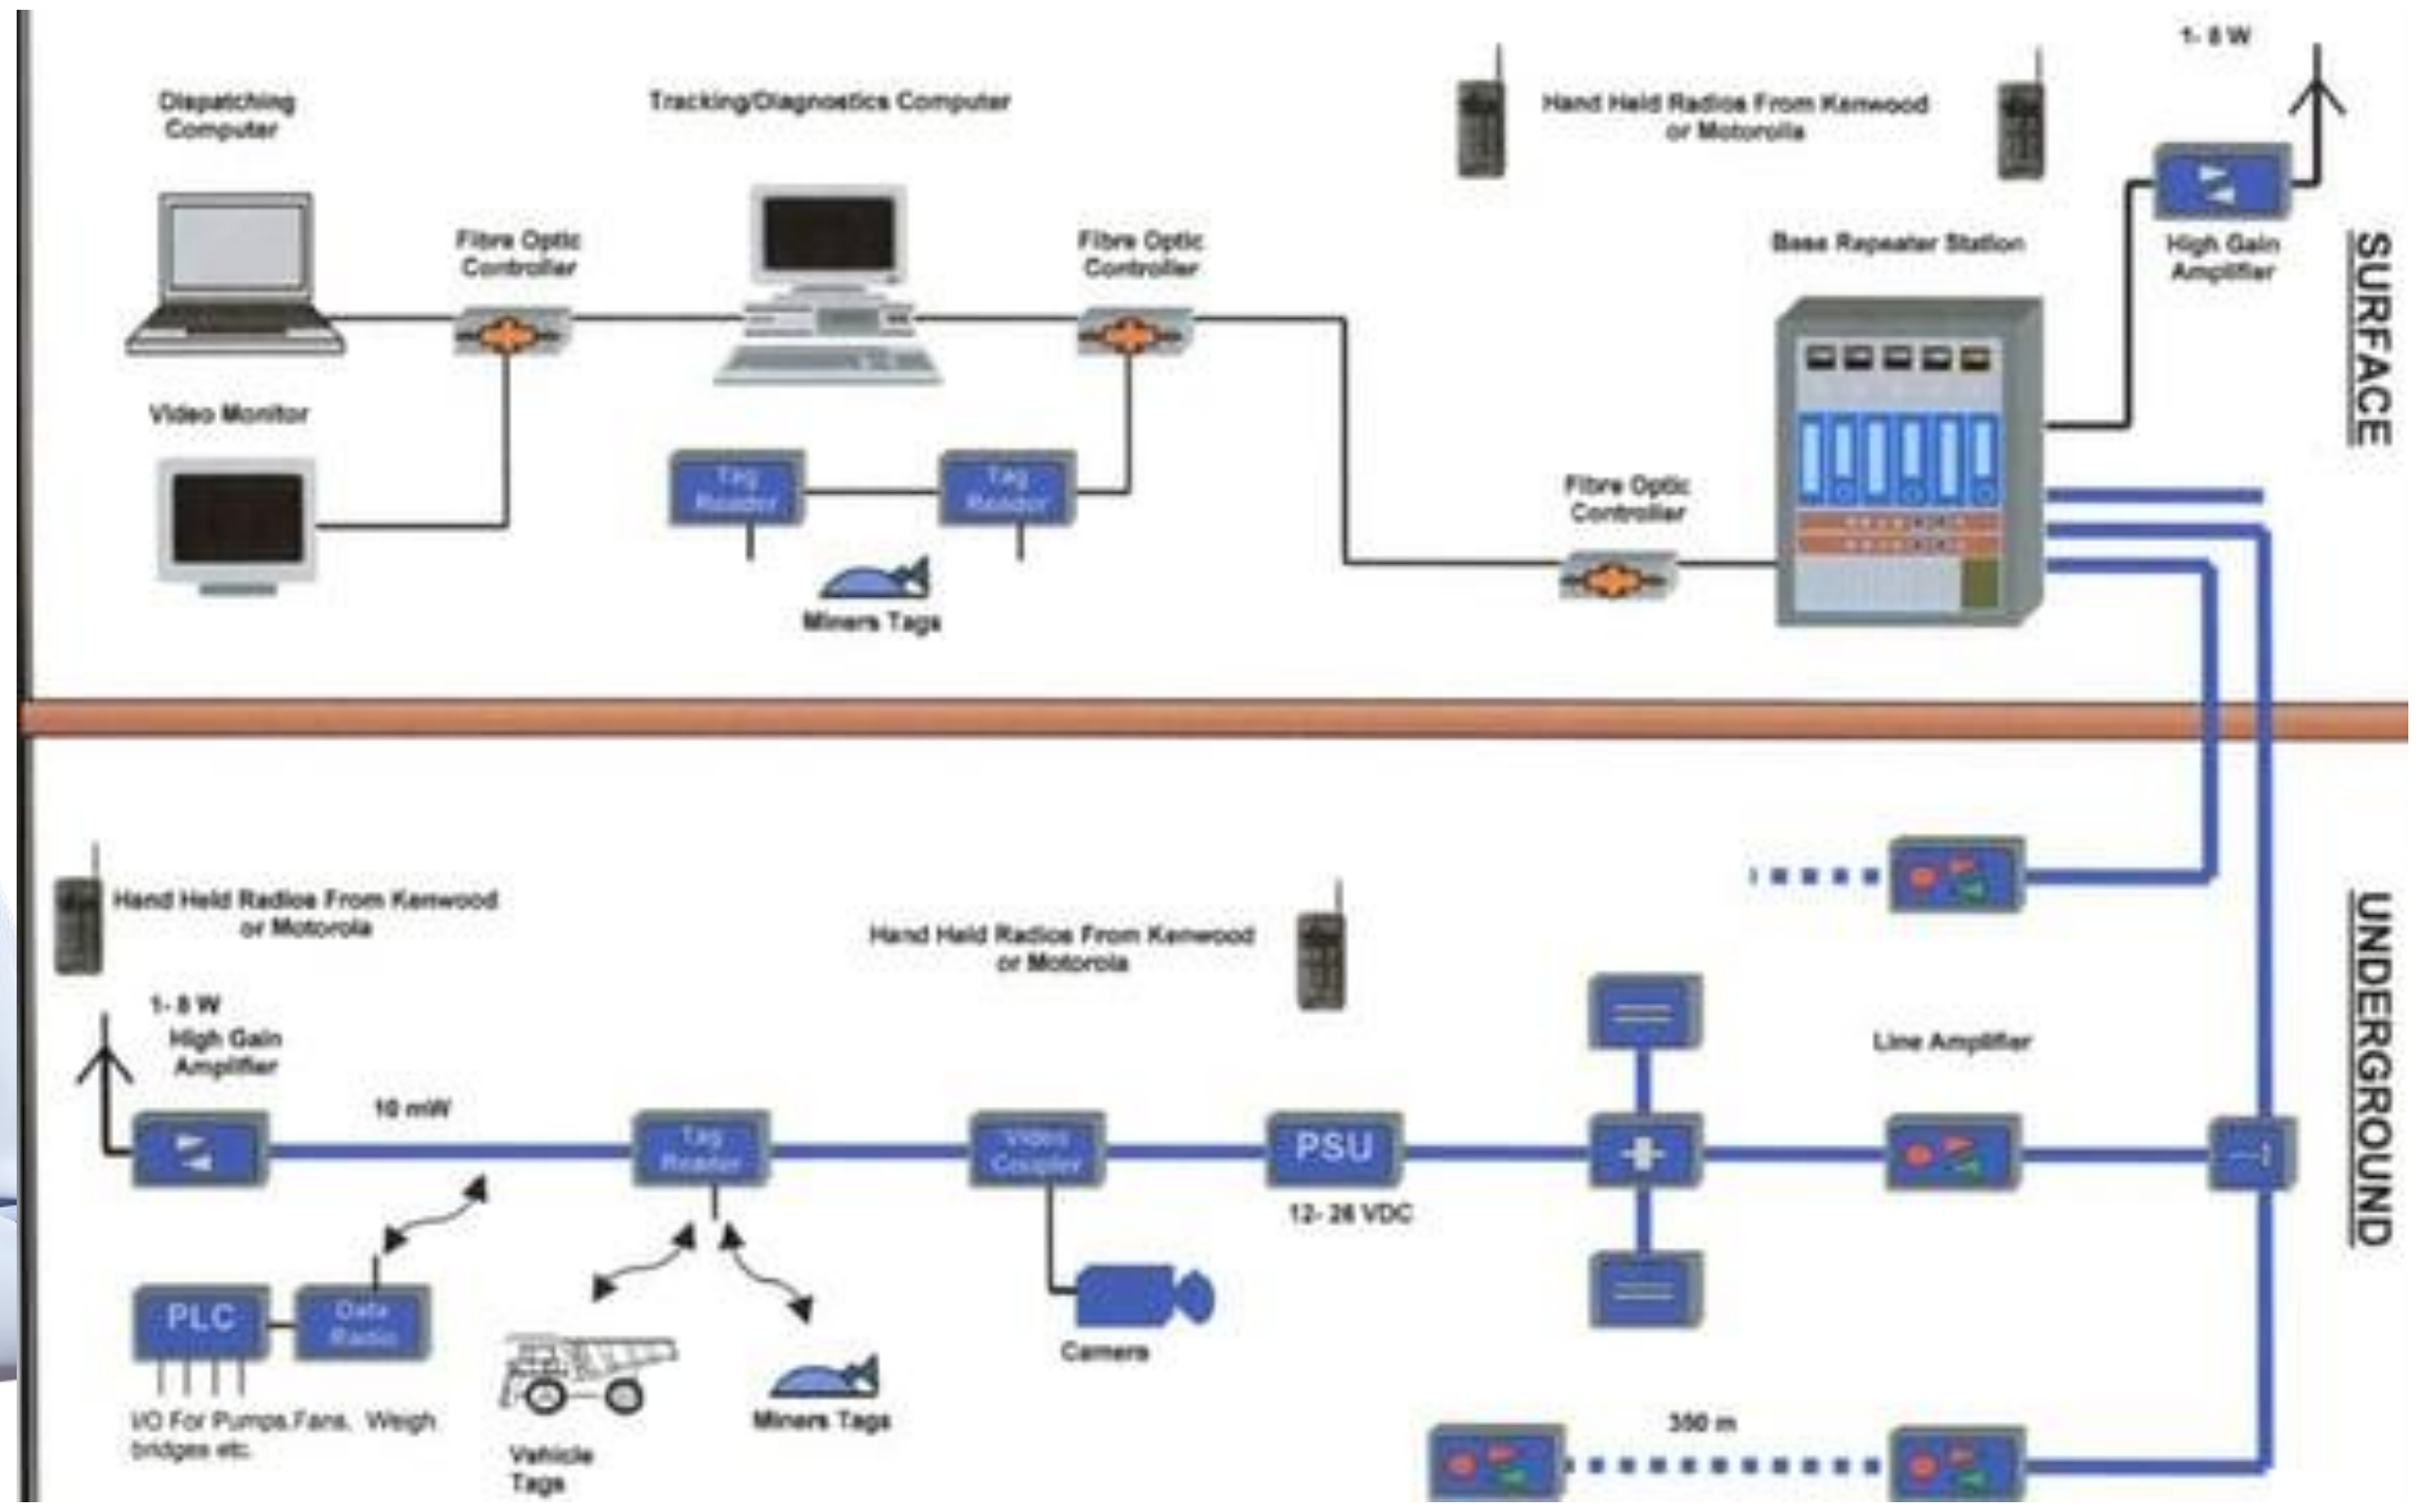 1- 8 W
Dispatching
Computer
Tracking/Diagnostics Computer
Hand Held Radios From Kenwood
or Motorolla
Fibre Optic
Controller
Fibre Optic
Controller
Base Repeater Station
High Gain
Amplifier
SURFACE
Video Monitor
Tag
Reader
Tag
Reader
Fibre Optic
Controller
Miners Tags
Hand Held Radios From Kenwood
or Motorola
Hand Held Radios From Kenwood
or Motorola
UNDERGROUND
1- 8 W
High Gain
Amplifier
Line Amplifier
10 mW
Tag
Reader
Video
Coupler
PSU
12- 26 VDC
PLC
Data
Radio
Camera
I/O For Pumps,Fans, Weigh
bridges etc.
Vehicle
Tags
Miners Tags
350 m